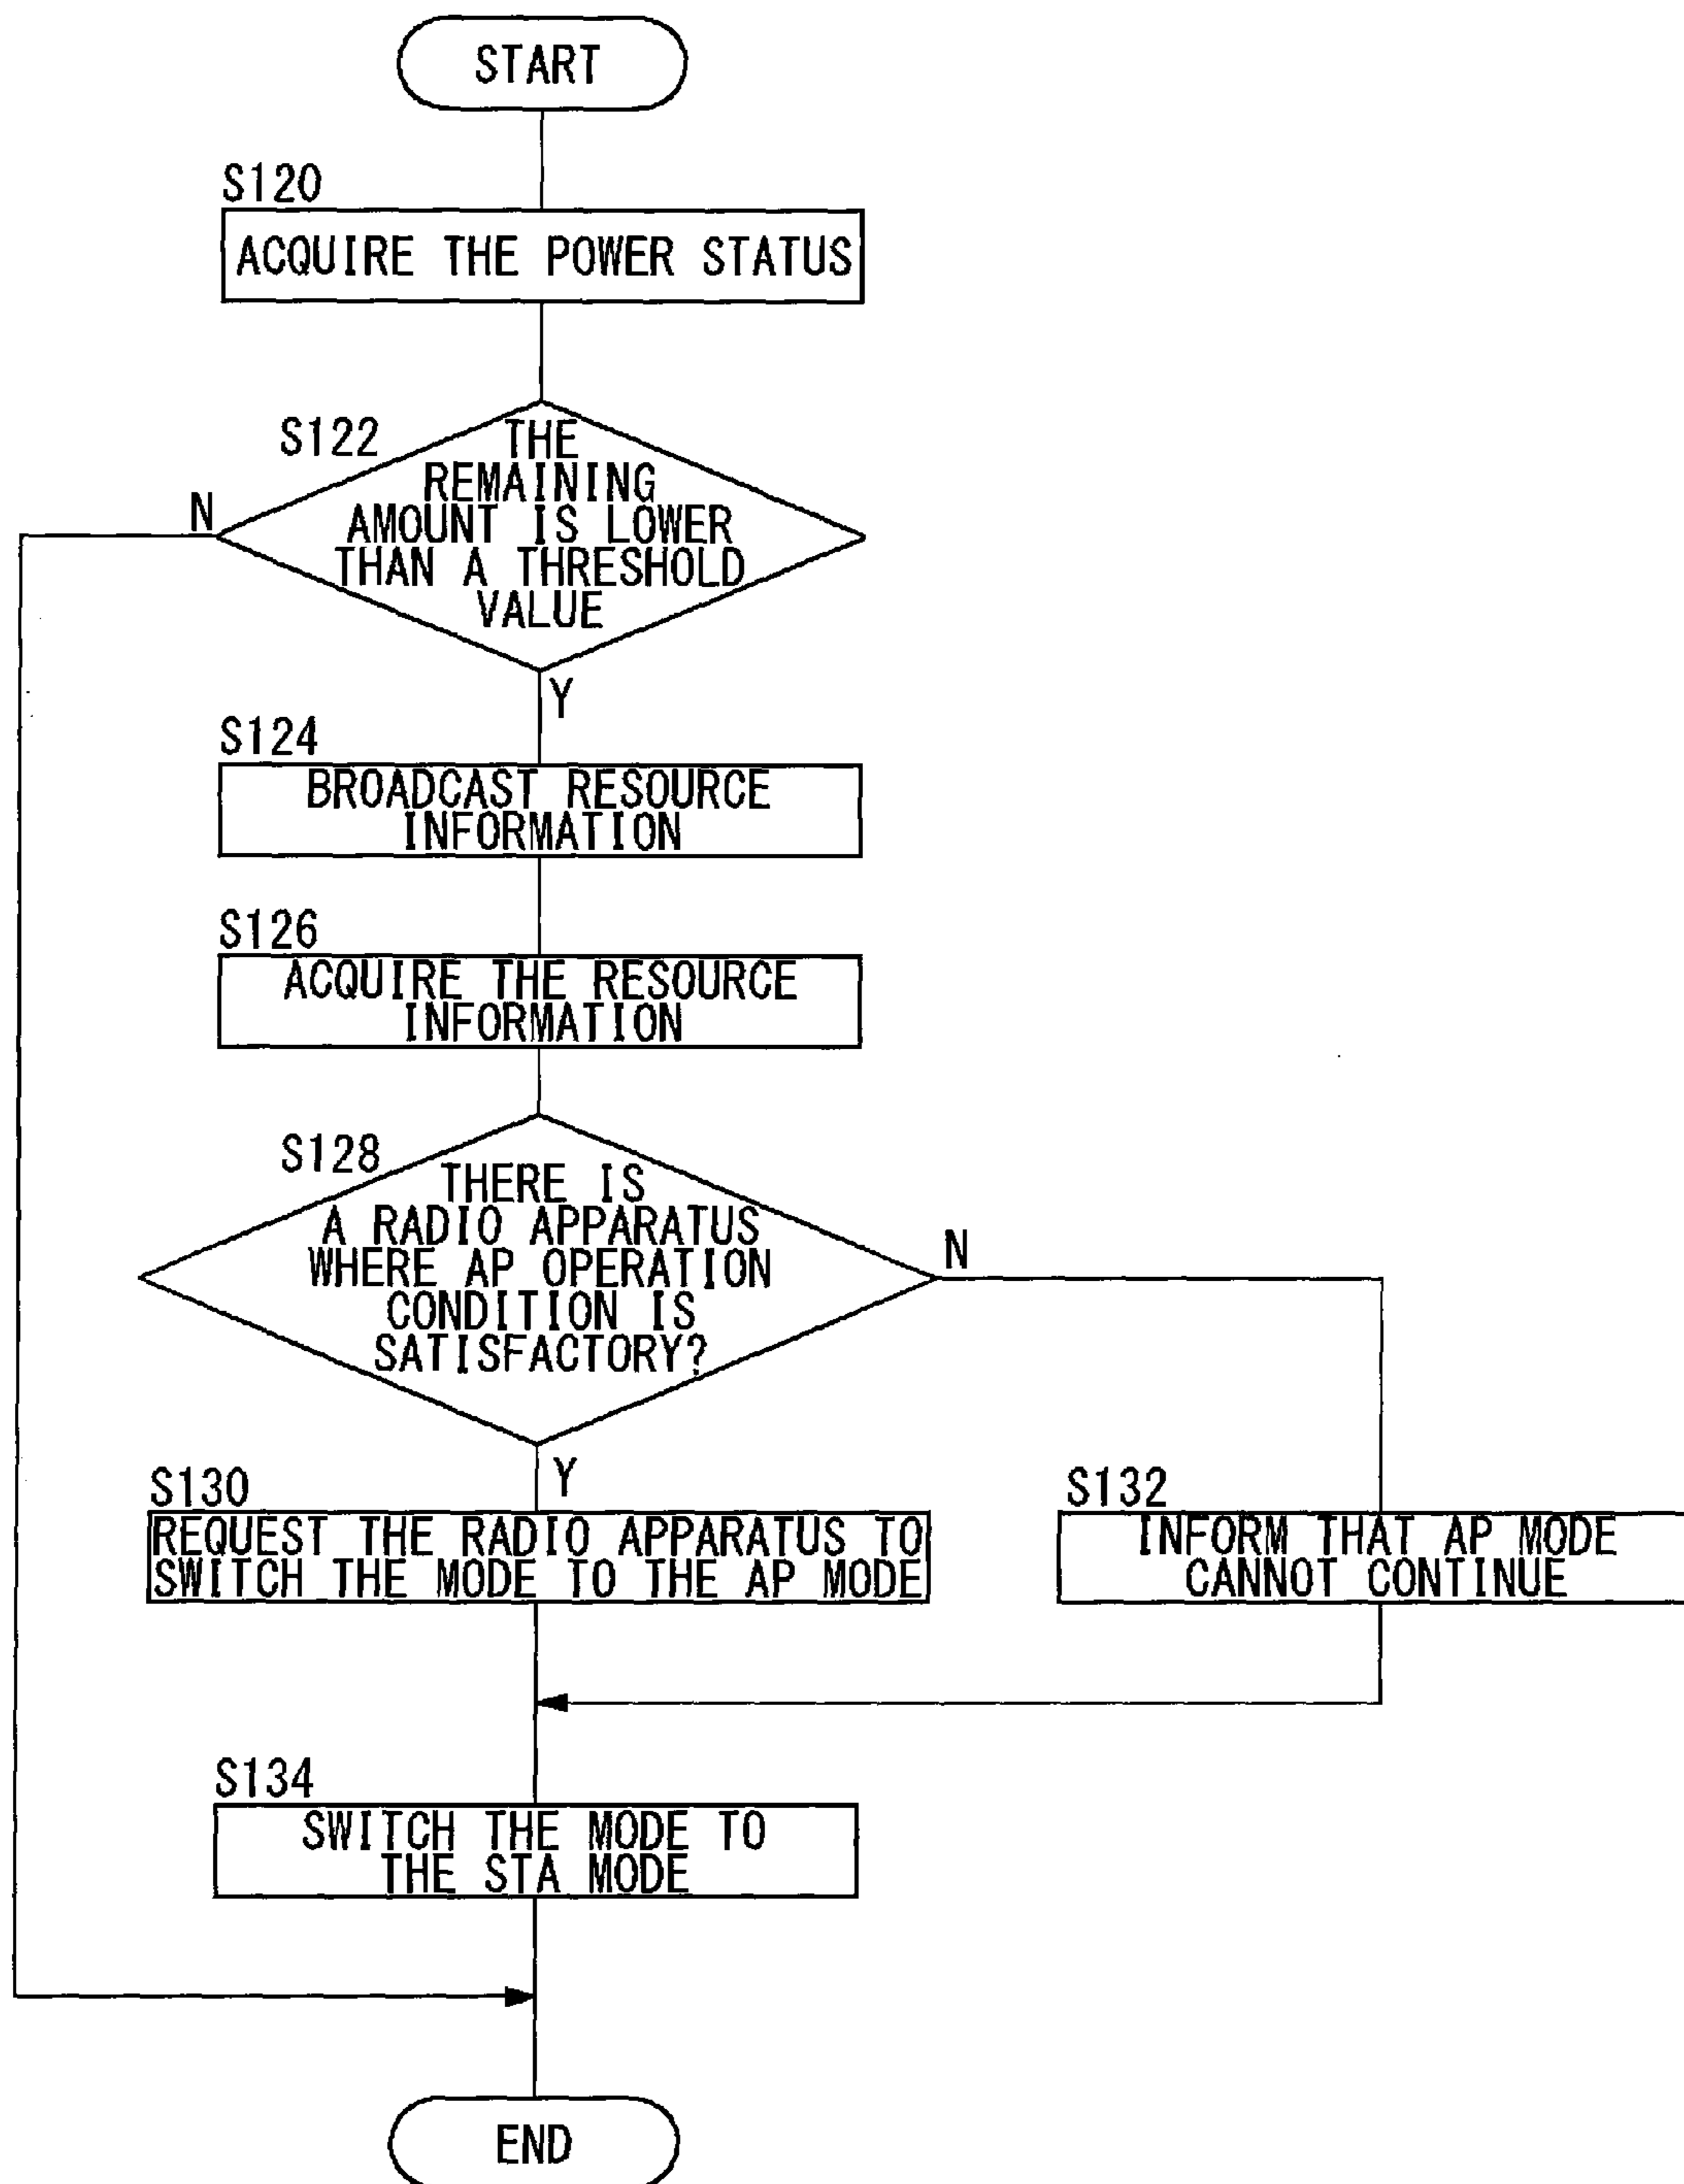 START
S120
ACQUIRE THE POWER STATUS
S122
THE
REMAINING
AMOUNT IS LOWER
THAN A THRESHOLD
VALUE
N
Y
S124
BROADCAST RESOURCE
INFORMATION
S126
ACQUIRE THE RESOURCE
INFORMATION
S128
THERE IS
A RADIO APPARATUS
WHERE AP OPERATION
CONDITION IS
SATISFACTORY?
N
Y
S130
REQUEST THE RADIO APPARATUS TO
SWITCH THE MODE TO THE AP MODE
S132
INFORM THAT AP MODE
CANNOT CONTINUE
S134
SWITCH THE MODE TO
THE STA MODE
END